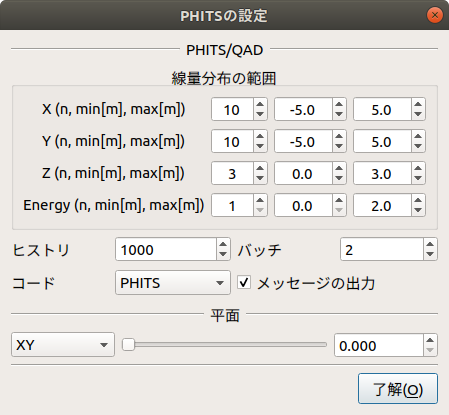 PHITSの設定
PHITS/QAD
線量分布の範囲
X (n, min[m], max[m]) 10 -5.0 5.0
Y (n, min[m], max[m]) 10 -5.0 5.0
Z (n, min[m], max[m]) 3 0.0 3.0
Energy (n, min[m], max[m]) 1 0.0 2.0
ヒストリ 1000 バッチ 2
コード PHITS メッセージの出力
平面
XY 0.000
了解(O)